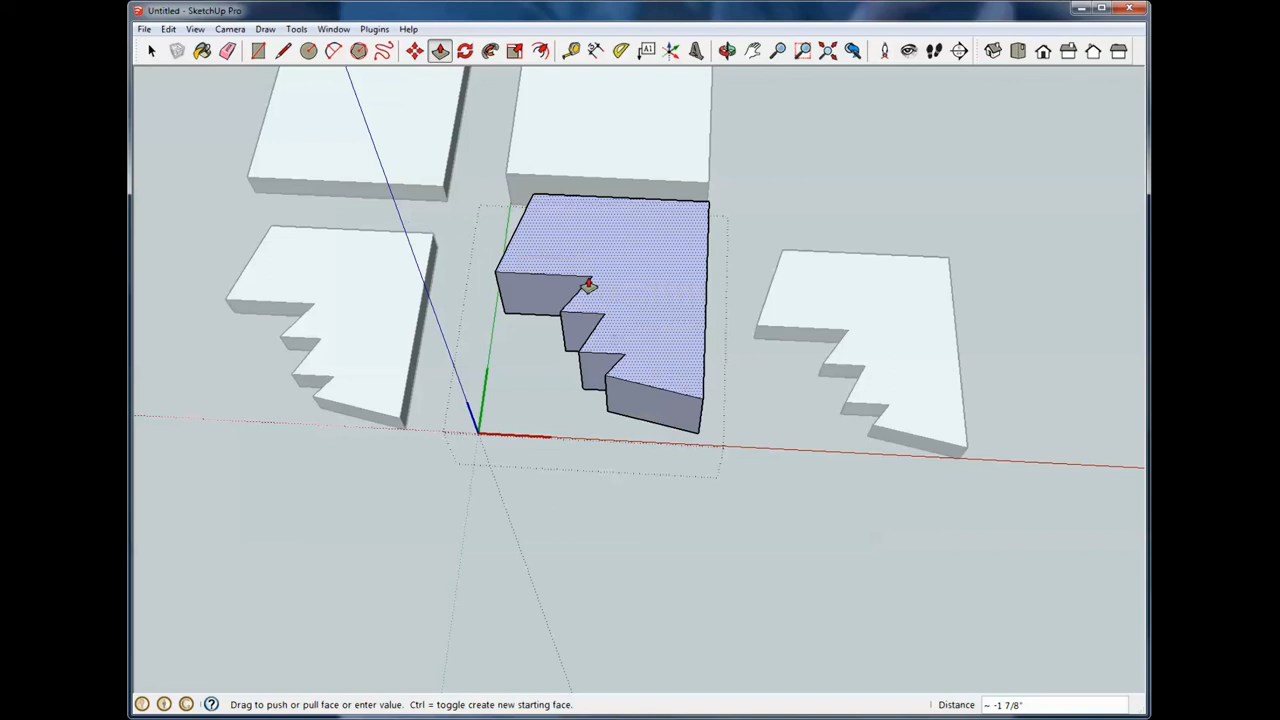 Untitled - SketchUp Pro
File Edit View Camera Draw Tools Window Plugins Help
A1
Drag to push or pull face or enter value. Ctrl = toggle create new starting face. Distance ~ -1 7/8"